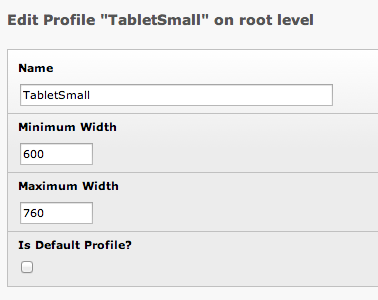 Edit Profile "TabletSmall" on root level
Name
TabletSmall
Minimum Width
600
Maximum Width
760
Is Default Profile?